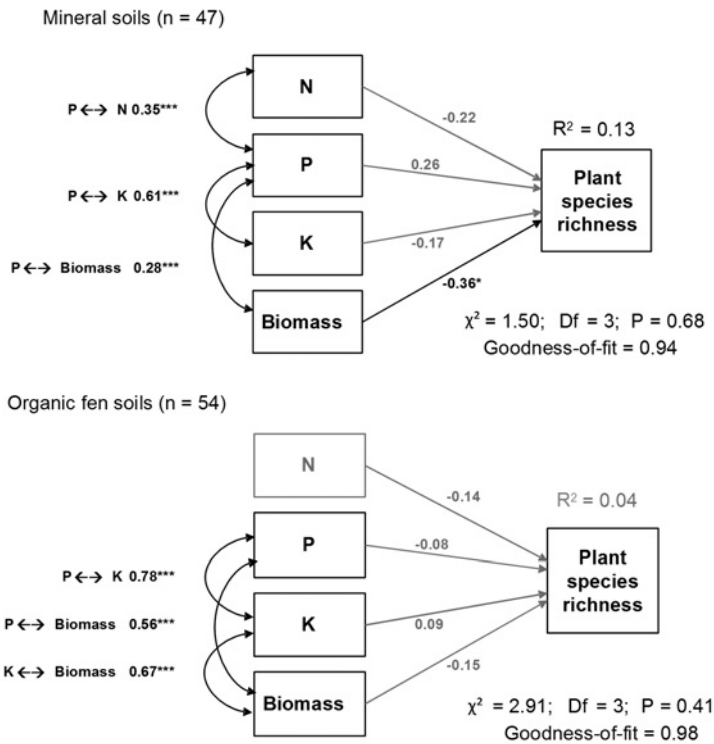 Mineral soils (n = 47)
N
P ↔ N 0.35***
-0.22
R² = 0.13
P
0.26
Plant
species
richness
P ↔ K 0.61***
K
-0.17
P ↔ Biomass 0.28***
-0.36*
Biomass
χ² = 1.50; Df = 3; P = 0.68
Goodness-of-fit = 0.94
Organic fen soils (n = 54)
N
-0.14
R² = 0.04
P
-0.08
Plant
species
richness
P ↔ K 0.78***
K
0.09
P ↔ Biomass 0.56***
-0.15
K ↔ Biomass 0.67***
Biomass
χ² = 2.91; Df = 3; P = 0.41
Goodness-of-fit = 0.98